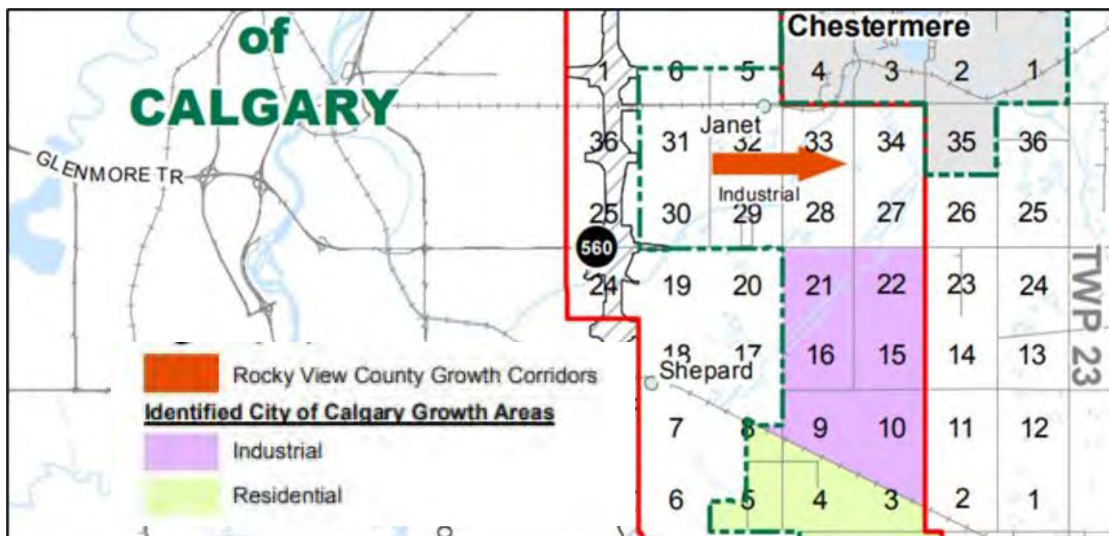 of
CALGARY
Chestermere
1 6 5 4 3 2 1
Janet
36 31 32 33 34 35 36
GLENMORE TR
Industrial
25 30 29 28 27 26 25
560
24 19 20 21 22 23 24
TWP 23
18 17 16 15 14 13
Shepard
7 8 9 10 11 12
6 5 4 3 2 1
Rocky View County Growth Corridors
Identified City of Calgary Growth Areas
Industrial
Residential